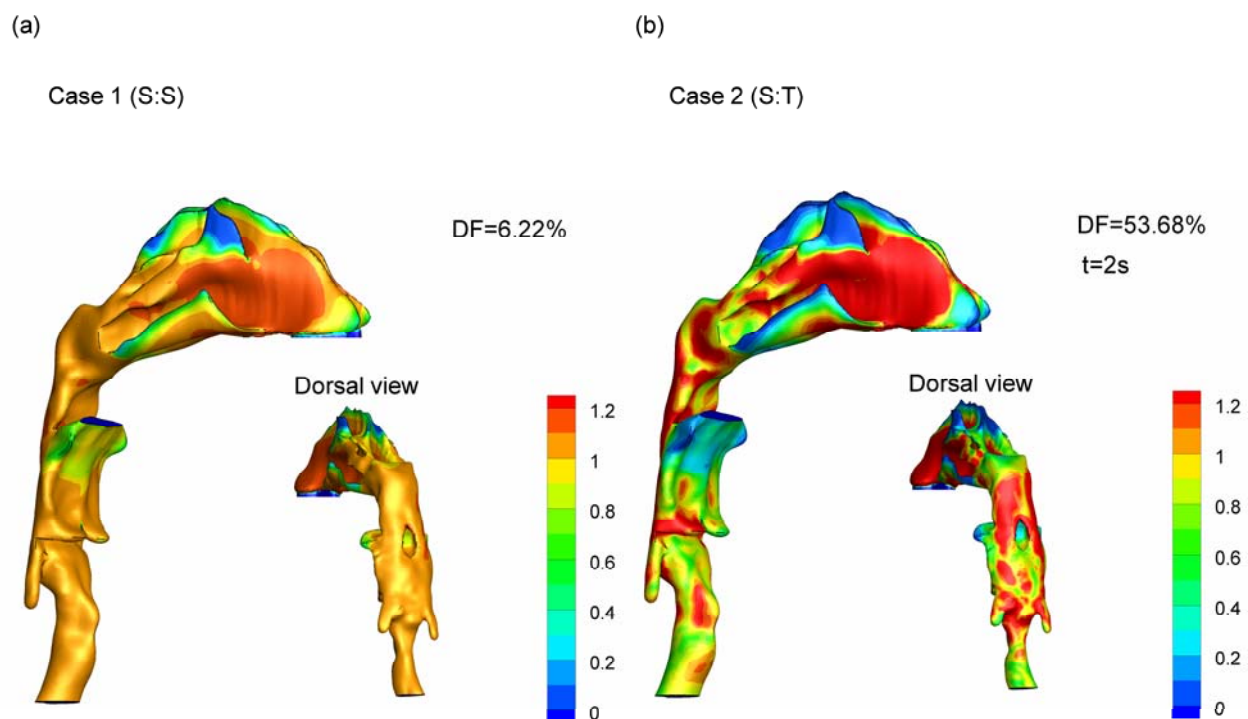 (a)
Case 1 (S:S)
DF=6.22%
Dorsal view
1.2
1
0.8
0.6
0.4
0.2
0
(b)
Case 2 (S:T)
DF=53.68%
t=2s
Dorsal view
1.2
1
0.8
0.6
0.4
0.2
0